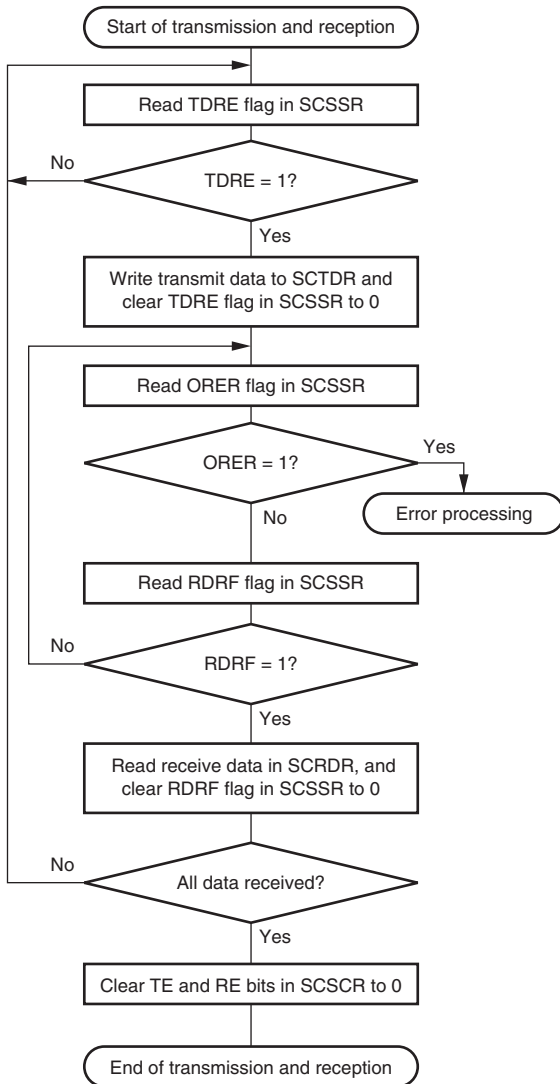 Start of transmission and reception
Read TDRE flag in SCSSR
No
TDRE = 1?
Yes
Write transmit data to SCTDR and
clear TDRE flag in SCSSR to 0
Read ORER flag in SCSSR
Yes
ORER = 1?
Error processing
No
Read RDRF flag in SCSSR
No
RDRF = 1?
Yes
Read receive data in SCRDR, and
clear RDRF flag in SCSSR to 0
No
All data received?
Yes
Clear TE and RE bits in SCSCR to 0
End of transmission and reception